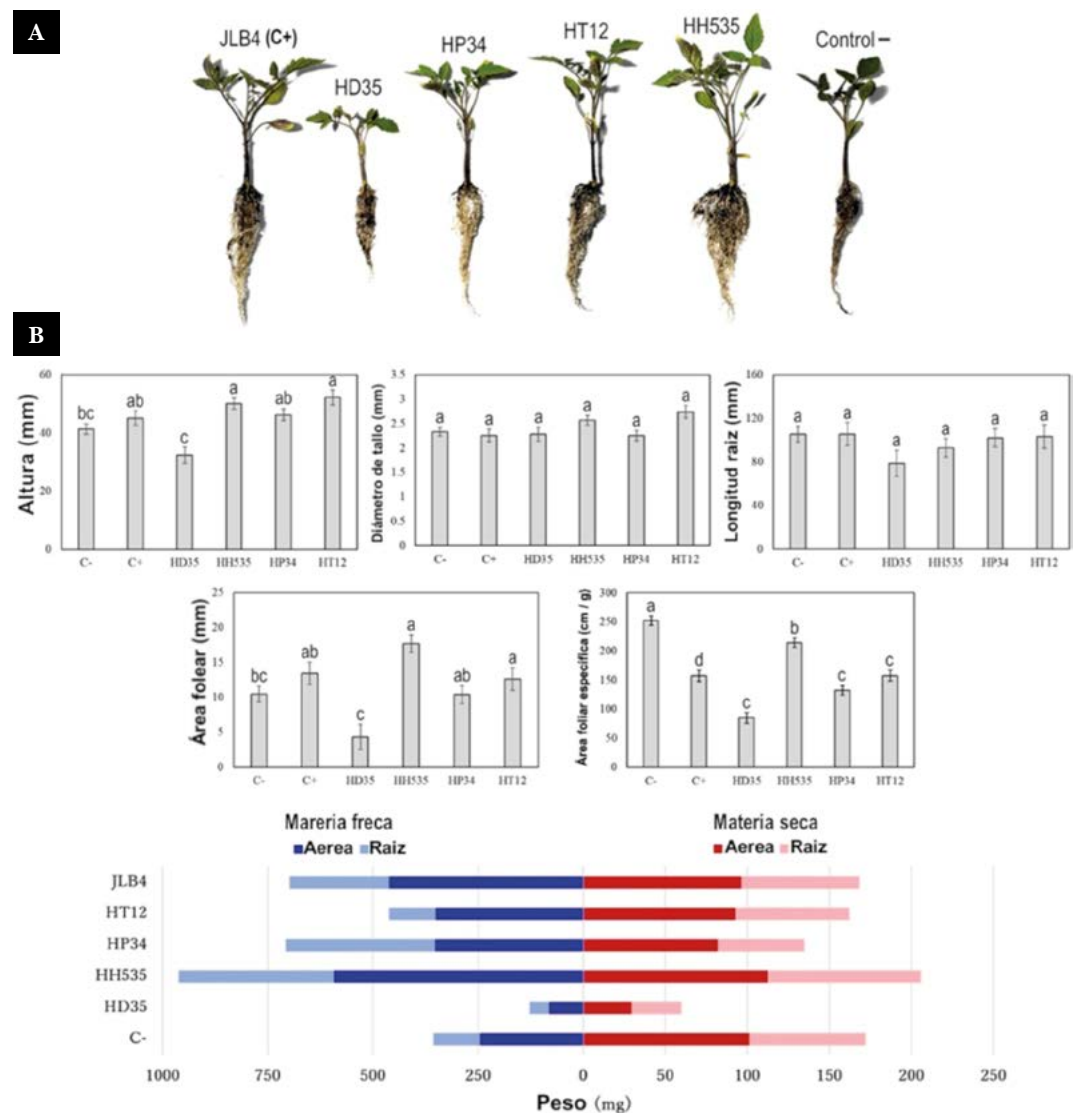 A
JLB4 (C+)
HD35
HP34
HT12
HH535
Control –
B
Altura (mm)
60
40
20
0
bc
ab
c
a
ab
a
C-
C+
HD35
HH535
HP34
HT12
Diámetro de tallo (mm)
3.5
3
2.5
2
1.5
1
0.5
0
a
a
a
a
a
a
C-
C+
HD35
HH535
HP34
HT12
Longitud raiz (mm)
160
120
80
40
0
a
a
a
a
a
a
C-
C+
HD35
HH535
HP34
HT12
Área folear (mm)
25
20
15
10
5
0
bc
ab
c
a
ab
a
C-
C+
HD35
HH535
HP34
HT12
Área foliar específica (cm / g)
300
250
200
150
100
50
0
a
d
c
b
c
c
C-
C+
HD35
HH535
HP34
HT12
Mareria freca
Aerea Raiz
Materia seca
Aerea Raiz
JLB4
HT12
HP34
HH535
HD35
C-
1000 750 500 250 0 50 100 150 200 250
Peso (mg)